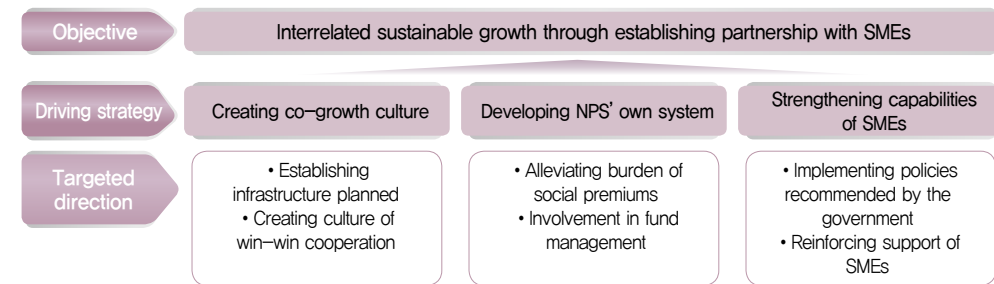 Objective
Interrelated sustainable growth through establishing partnership with SMEs
Driving strategy
Creating co-growth culture
Developing NPS' own system
Strengthening capabilities
of SMEs
Targeted
direction
• Establishing
infrastructure planned
• Creating culture of
win-win cooperation
• Alleviating burden of
social premiums
• Involvement in fund
management
• Implementing policies
recommended by the
government
• Reinforcing support of
SMEs